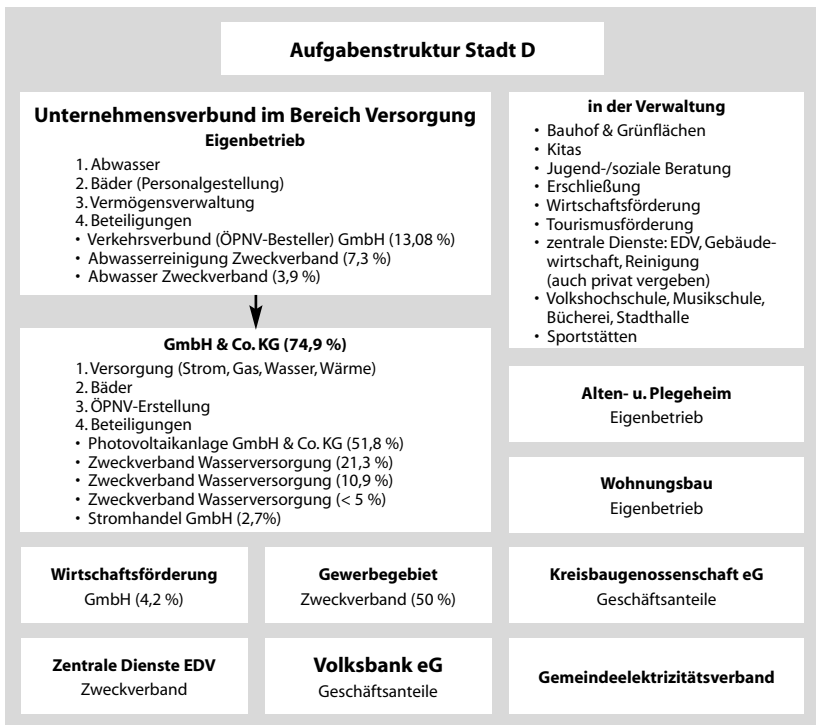 Aufgabenstruktur Stadt D
Unternehmensverbund im Bereich Versorgung
Eigenbetrieb
1. Abwasser
2. Bäder (Personalgestellung)
3. Vermögensverwaltung
4. Beteiligungen
• Verkehrsverbund (ÖPNV-Besteller) GmbH (13,08 %)
• Abwasserreinigung Zweckverband (7,3 %)
• Abwasser Zweckverband (3,9 %)
GmbH & Co. KG (74,9 %)
1. Versorgung (Strom, Gas, Wasser, Wärme)
2. Bäder
3. ÖPNV-Erstellung
4. Beteiligungen
• Photovoltaikanlage GmbH & Co. KG (51,8 %)
• Zweckverband Wasserversorgung (21,3 %)
• Zweckverband Wasserversorgung (10,9 %)
• Zweckverband Wasserversorgung (< 5 %)
• Stromhandel GmbH (2,7%)
in der Verwaltung
• Bauhof & Grünflächen
• Kitas
• Jugend-/soziale Beratung
• Erschließung
• Wirtschaftsförderung
• Tourismusförderung
• zentrale Dienste: EDV, Gebäude-
wirtschaft, Reinigung
(auch privat vergeben)
• Volkshochschule, Musikschule,
Bücherei, Stadthalle
• Sportstätten
Alten- u. Plegeheim
Eigenbetrieb
Wohnungsbau
Eigenbetrieb
Wirtschaftsförderung
GmbH (4,2 %)
Gewerbegebiet
Zweckverband (50 %)
Kreisbaugenossenschaft eG
Geschäftsanteile
Zentrale Dienste EDV
Zweckverband
Volksbank eG
Geschäftsanteile
Gemeindeelektrizitätsverband